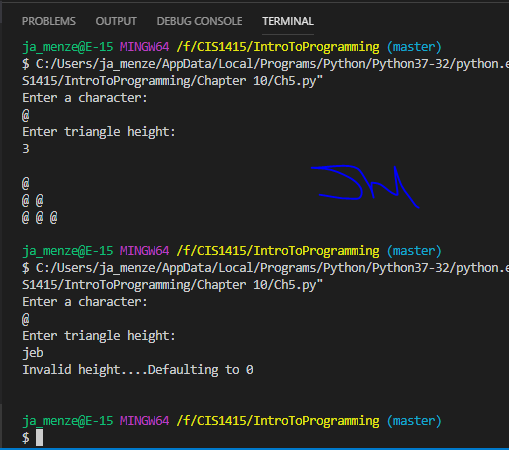 PROBLEMS OUTPUT DEBUG CONSOLE TERMINAL
ja_menze@E-15 MINGW64 /f/CIS1415/IntroToProgramming (master)
$ C:/Users/ja_menze/AppData/Local/Programs/Python/Python37-32/python.e
S1415/IntroToProgramming/Chapter 10/Ch5.py"
Enter a character:
@
Enter triangle height:
3
@
@ @
@ @ @
ja_menze@E-15 MINGW64 /f/CIS1415/IntroToProgramming (master)
$ C:/Users/ja_menze/AppData/Local/Programs/Python/Python37-32/python.e
S1415/IntroToProgramming/Chapter 10/Ch5.py"
Enter a character:
@
Enter triangle height:
jeb
Invalid height....Defaulting to 0
ja_menze@E-15 MINGW64 /f/CIS1415/IntroToProgramming (master)
$